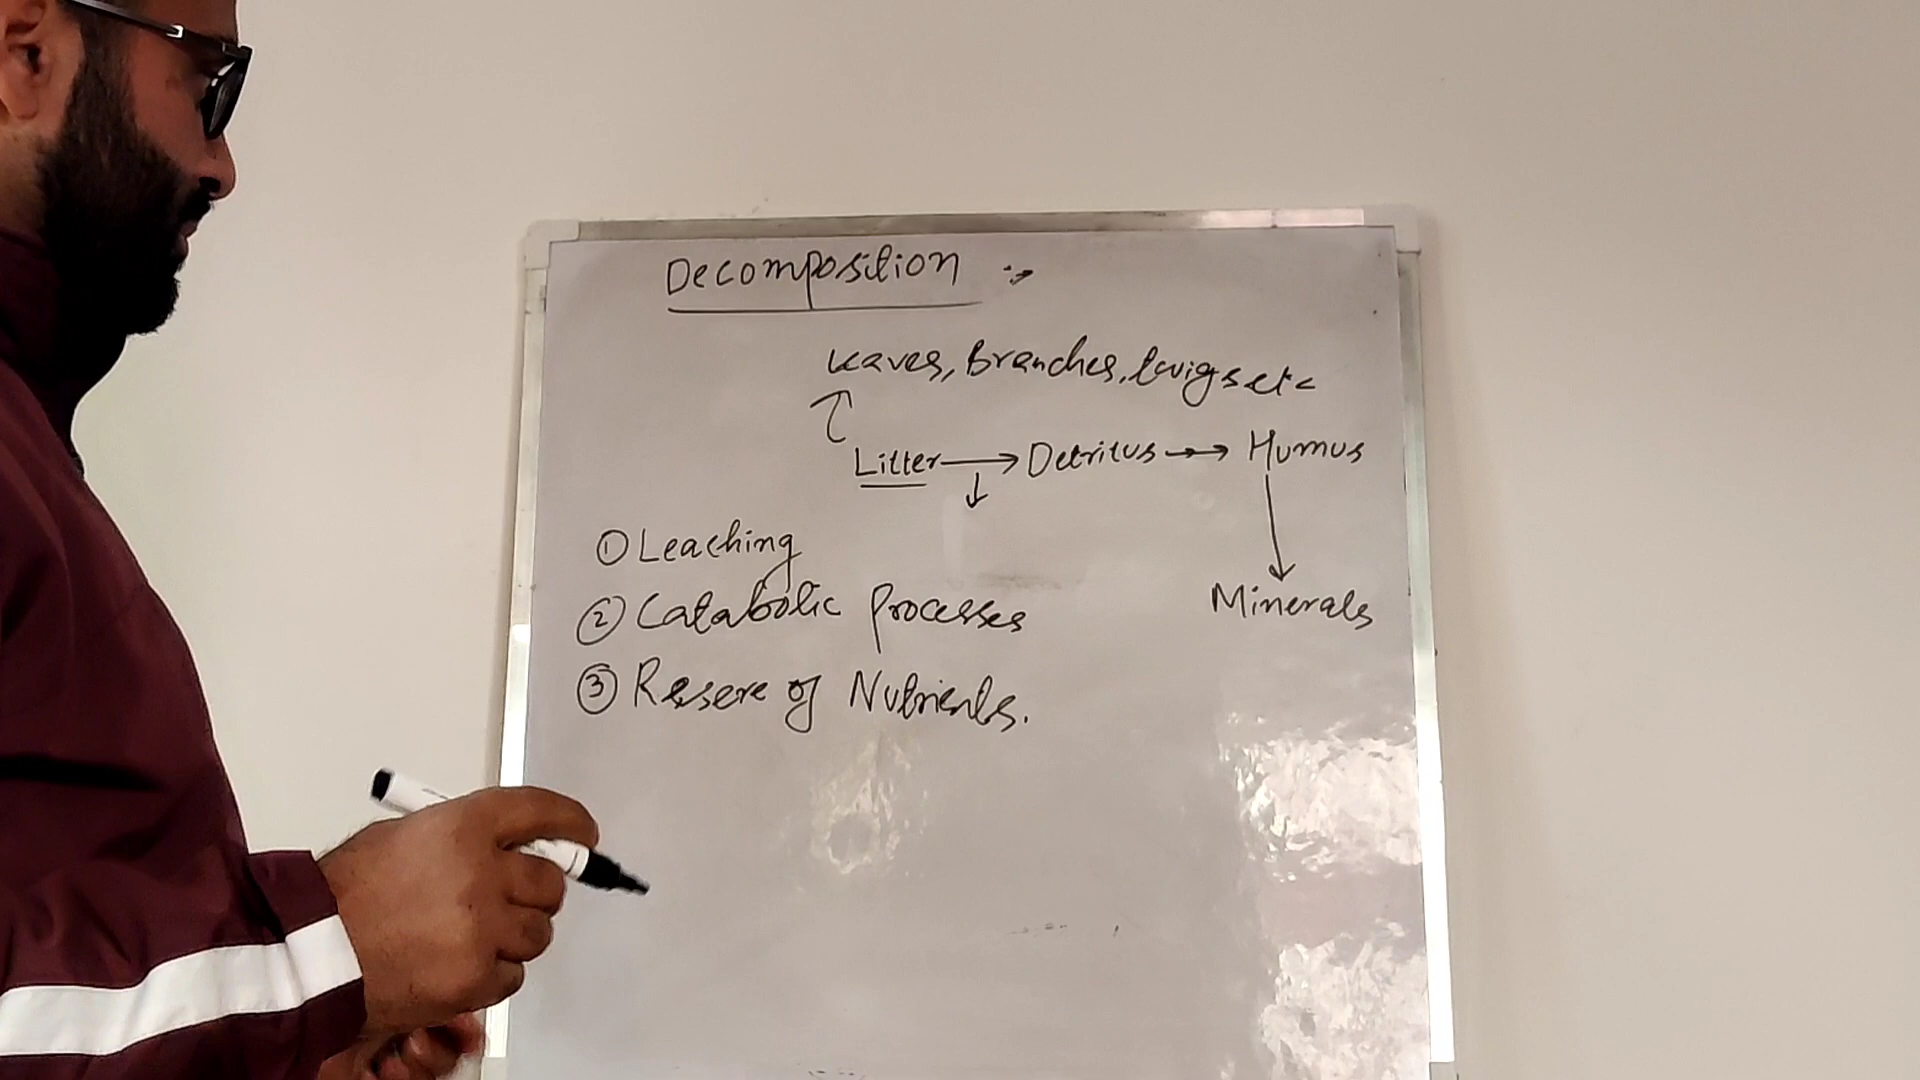 Decomposition :->
Leaves, Branches, twigs etc
Litter → Detritus → Humus
↓
① Leaching
② Catabolic Processes
Minerals
③ Resere of Nutrients.